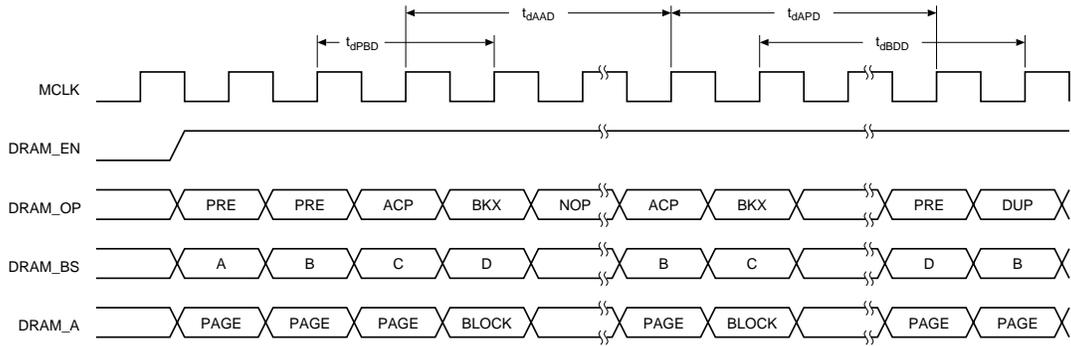 tdAAD tdAPD
tdPBD tdBDD
MCLK
DRAM_EN
DRAM_OP PRE PRE ACP BKX NOP ACP BKX PRE DUP
DRAM_BS A B C D B C D B
DRAM_A PAGE PAGE PAGE BLOCK PAGE BLOCK PAGE PAGE